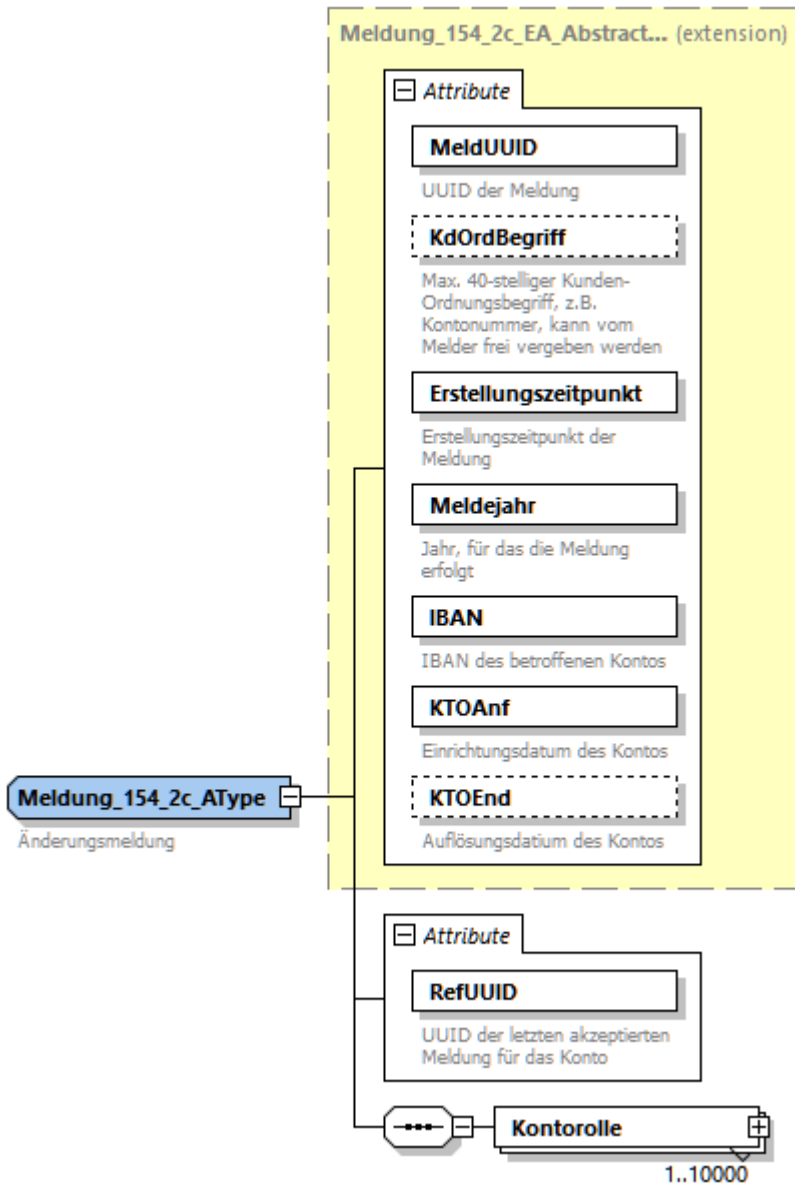 Meldung_154_2c_EA_Abstract... (extension)
Attribute
MeldUUID
UUID der Meldung
KdOrdBegriff
Max. 40-stelliger Kunden-
Ordnungsbegriff, z.B.
Kontonummer, kann vom
Melder frei vergeben werden
Erstellungszeitpunkt
Erstellungszeitpunkt der
Meldung
Meldejahr
Jahr, für das die Meldung
erfolgt
IBAN
IBAN des betroffenen Kontos
KTOAnf
Einrichtungsdatum des Kontos
KTOEnd
Auflösungsdatium des Kontos
Meldung_154_2c_AType
Änderungsmeldung
Attribute
RefUUID
UUID der letzten akzeptierten
Meldung für das Konto
Kontorolle
1..10000